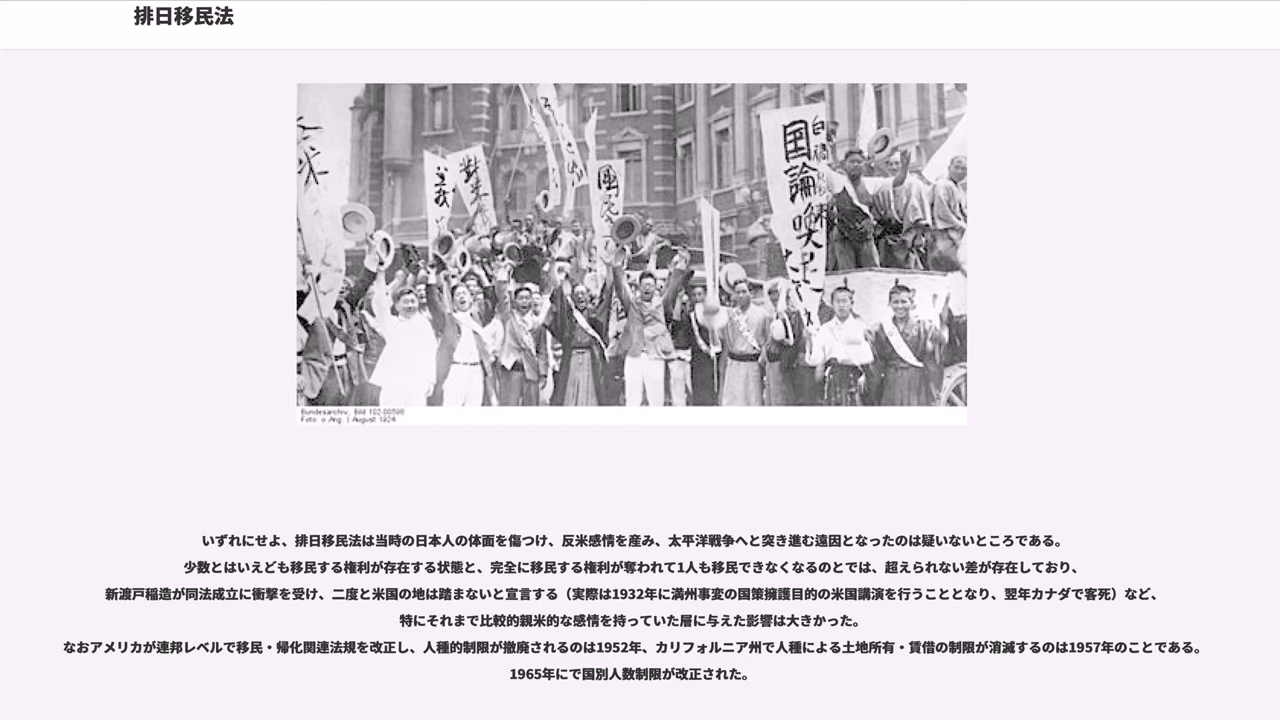 排日移民法
國民
国論喚起
Bundesarchiv, Bild 102-00598
Foto: o.Ang. | August 1924
いずれにせよ、排日移民法は当時の日本人の体面を傷つけ、反米感情を産み、太平洋戦争へと突き進む遠因となったのは疑いないところである。
少数とはいえども移民する権利が存在する状態と、完全に移民する権利が奪われて1人も移民できなくなるのとでは、超えられない差が存在しており、
新渡戸稲造が同法成立に衝撃を受け、二度と米国の地は踏まないと宣言する（実際は1932年に満州事変の国策擁護目的の米国講演を行うこととなり、翌年カナダで客死）など、
特にそれまで比較的親米的な感情を持っていた層に与えた影響は大きかった。
なおアメリカが連邦レベルで移民・帰化関連法規を改正し、人種的制限が撤廃されるのは1952年、カリフォルニア州で人種による土地所有・賃借の制限が消滅するのは1957年のことである。
1965年にで国別人数制限が改正された。